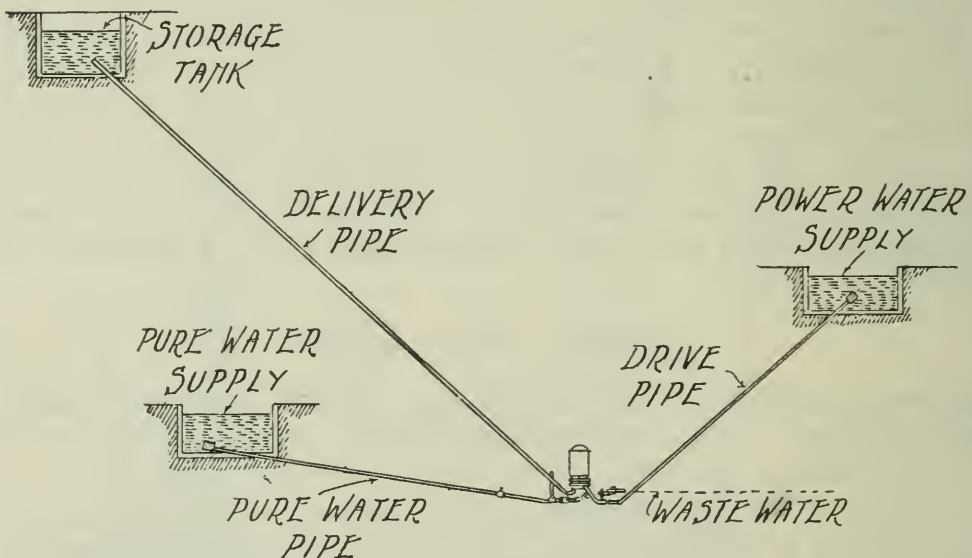 STORAGE
TANK
DELIVERY
PIPE
POWER WATER
SUPPLY
PURE WATER
SUPPLY
DRIVE
PIPE
PURE WATER
PIPE
WASTE WATER